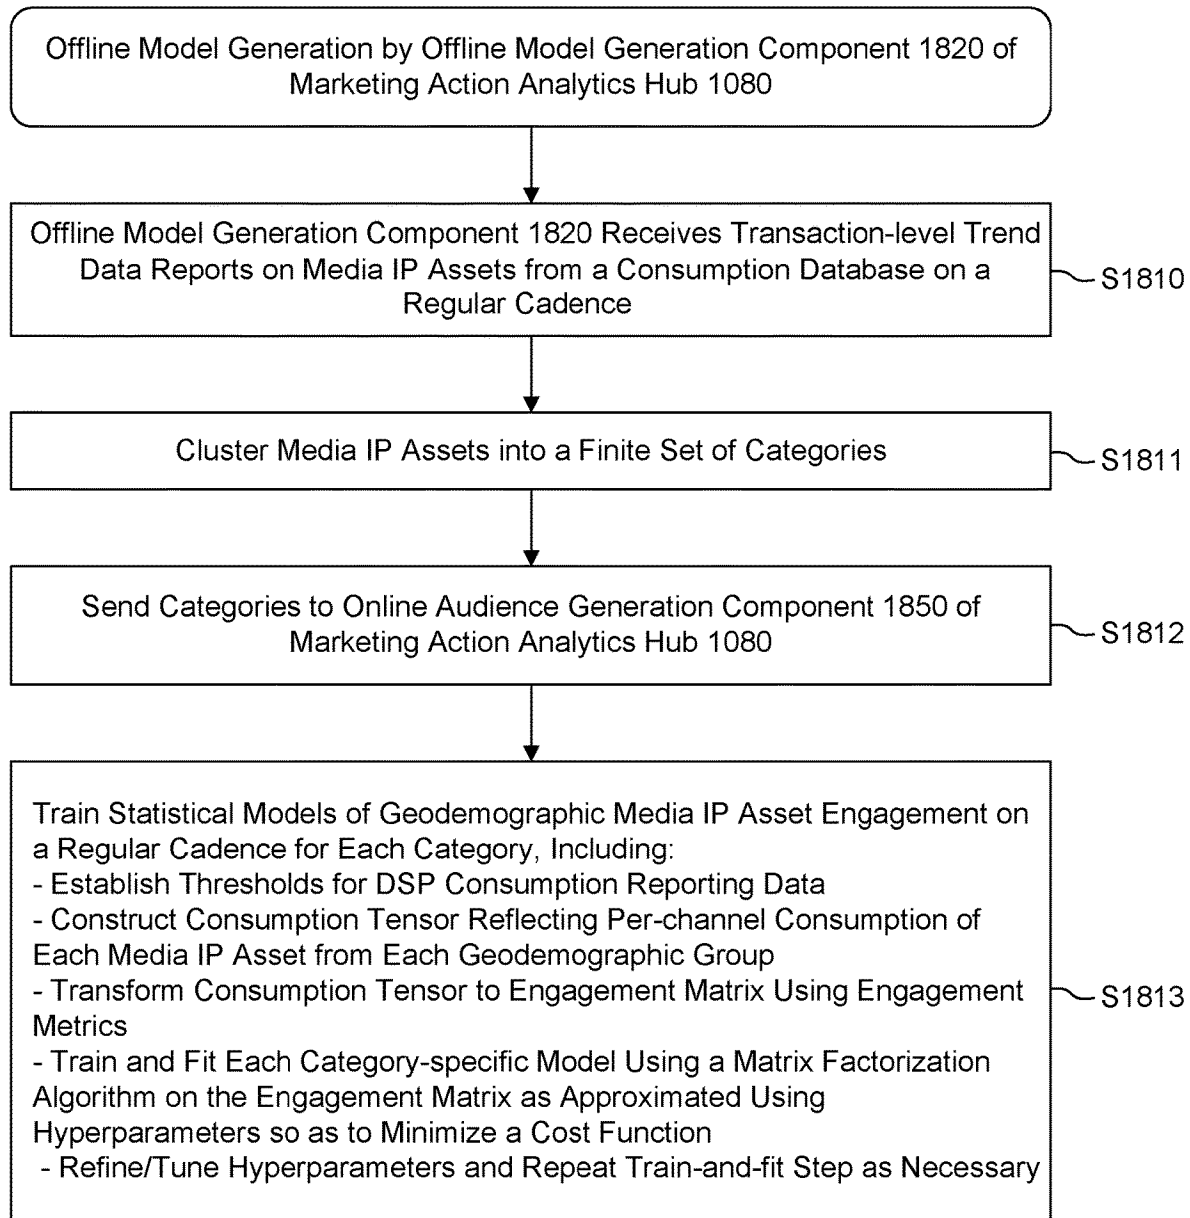 Offline Model Generation by Offline Model Generation Component 1820 of
Marketing Action Analytics Hub 1080
Offline Model Generation Component 1820 Receives Transaction-level Trend
Data Reports on Media IP Assets from a Consumption Database on a
Regular Cadence
S1810
Cluster Media IP Assets into a Finite Set of Categories
S1811
Send Categories to Online Audience Generation Component 1850 of
Marketing Action Analytics Hub 1080
S1812
Train Statistical Models of Geodemographic Media IP Asset Engagement on
a Regular Cadence for Each Category, Including:
- Establish Thresholds for DSP Consumption Reporting Data
- Construct Consumption Tensor Reflecting Per-channel Consumption of
Each Media IP Asset from Each Geodemographic Group
- Transform Consumption Tensor to Engagement Matrix Using Engagement
Metrics
- Train and Fit Each Category-specific Model Using a Matrix Factorization
Algorithm on the Engagement Matrix as Approximated Using
Hyperparameters so as to Minimize a Cost Function
- Refine/Tune Hyperparameters and Repeat Train-and-fit Step as Necessary
S1813